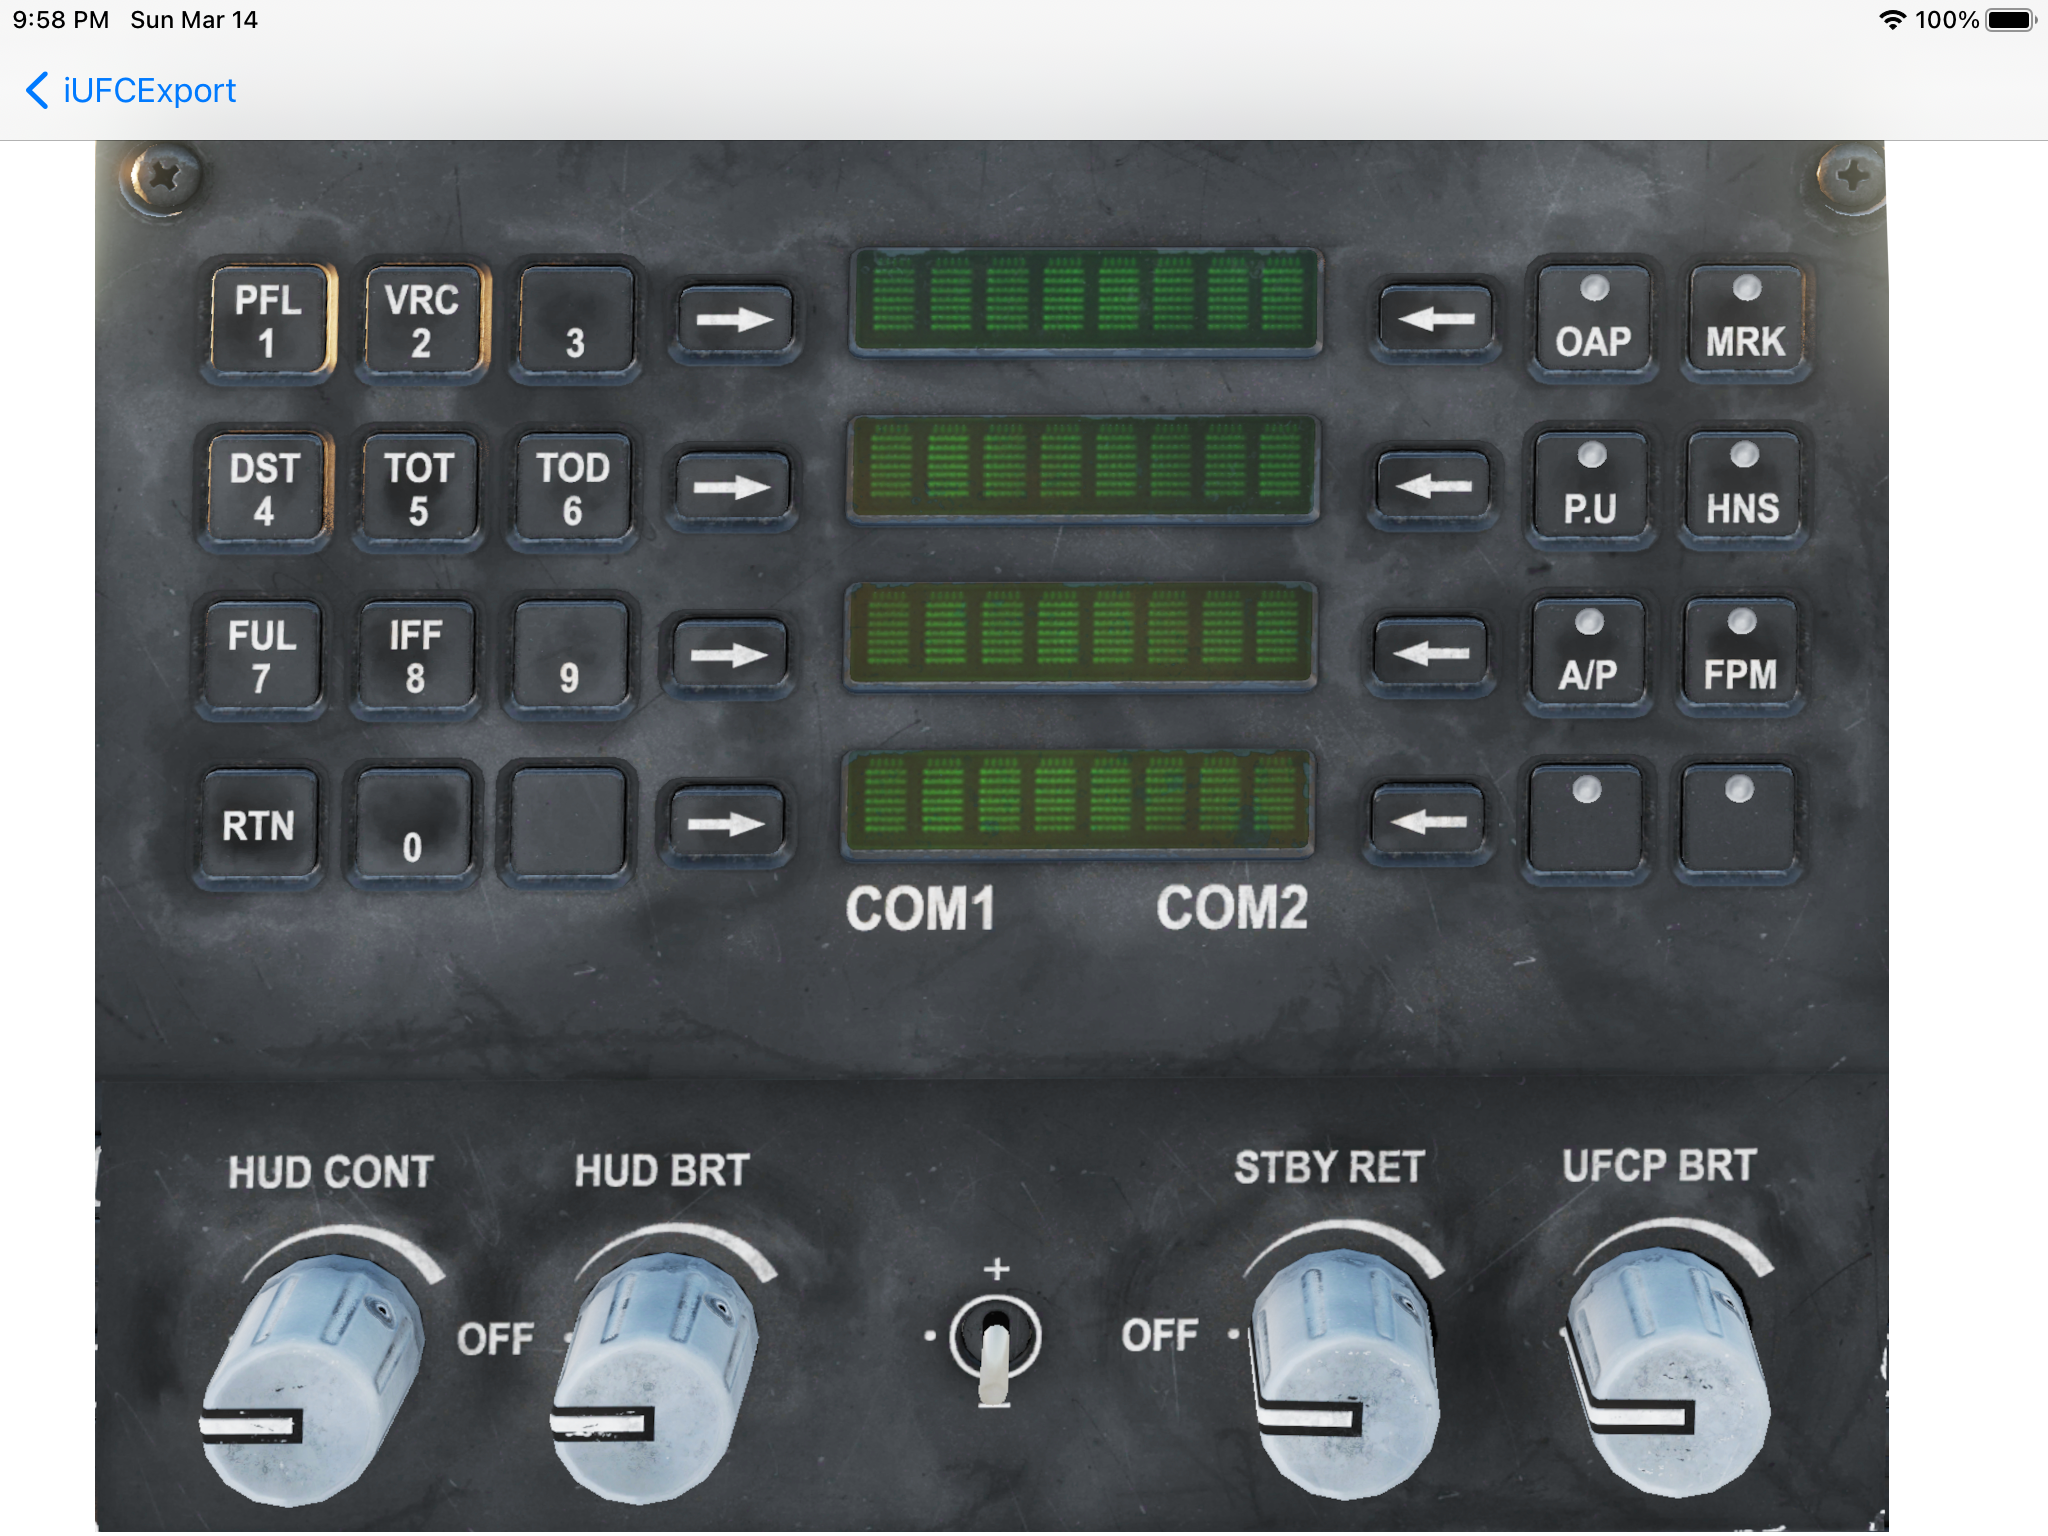 9:58 PM Sun Mar 14 100%
iUFCExport
PFL VRC
1 2 3
OAP MRK
DST TOT TOD
4 5 6
P.U HNS
FUL IFF
7 8 9
A/P FPM
RTN 0
COM1 COM2
HUD CONT HUD BRT STBY RET UFCP BRT
+
OFF OFF